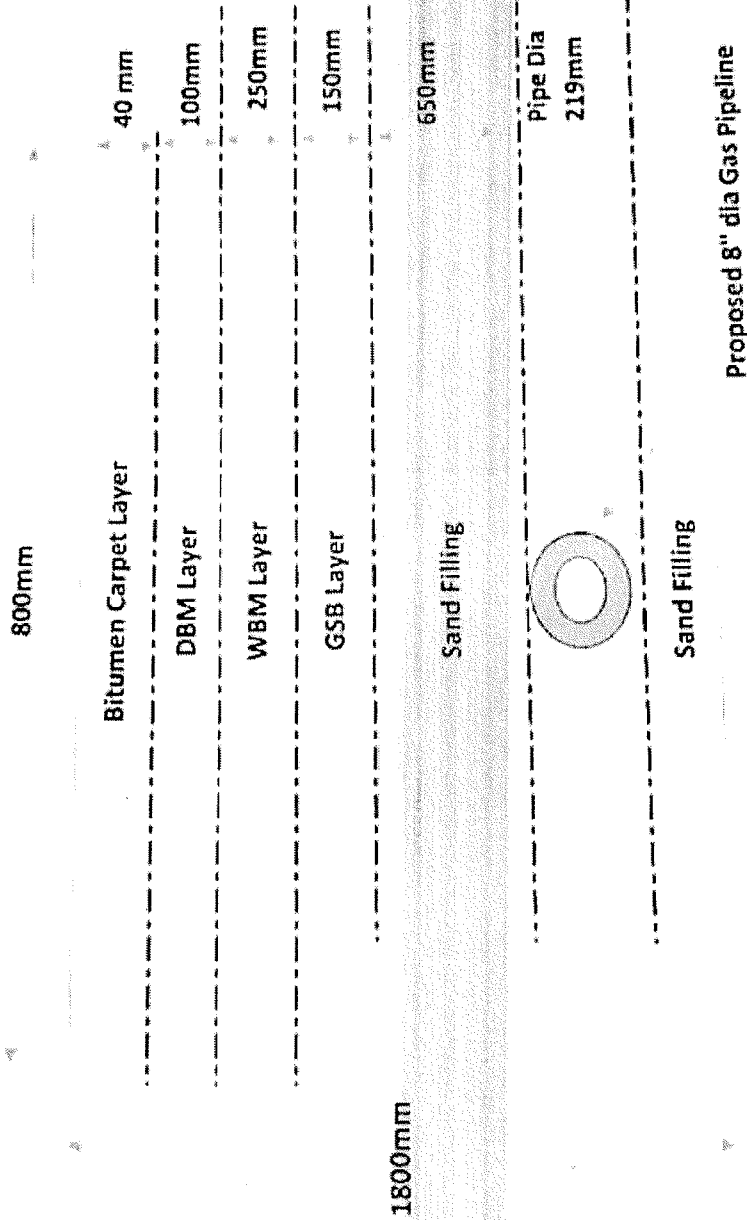 800mm
Bitumen Carpet Layer
40 mm
DBM Layer
100mm
WBM Layer
250mm
GSB Layer
150mm
Sand Filling
650mm
Pipe Dia
219mm
Sand Filling
1800mm
Proposed 8" dia Gas Pipeline